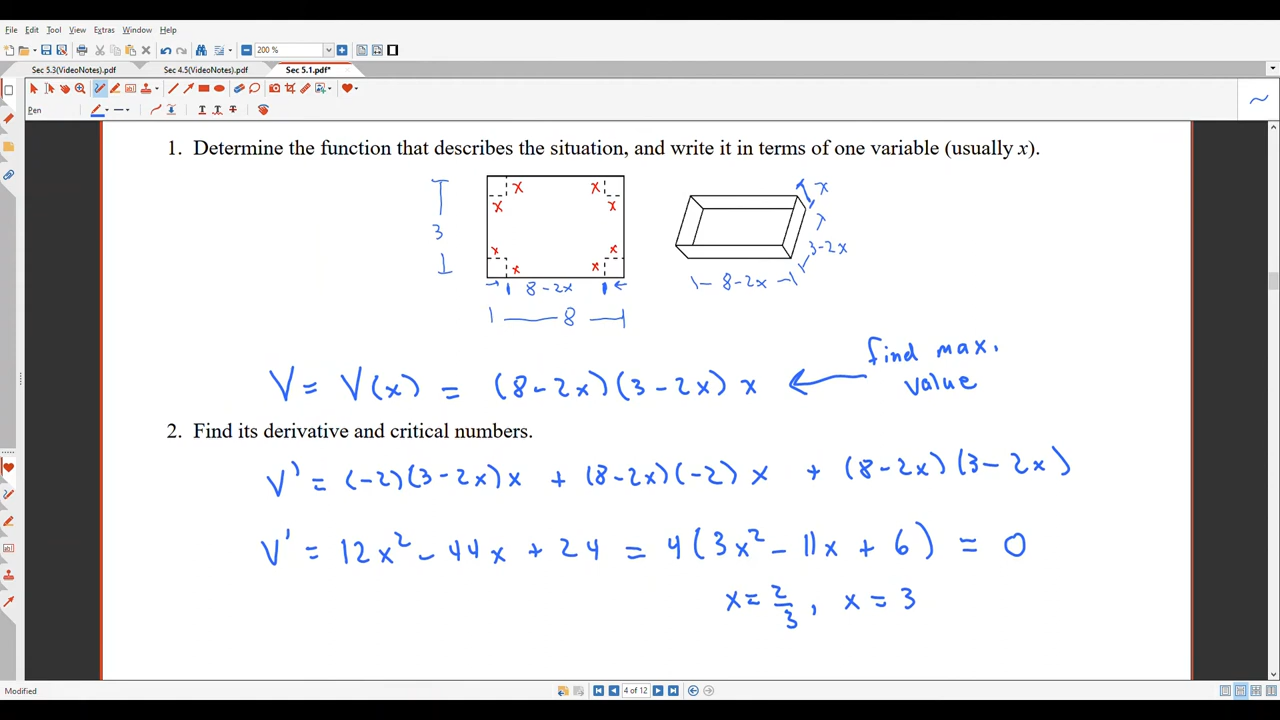 File Edit Tool View Extras Window Help
200 %
Sec 5.3(VideoNotes).pdf Sec 4.5(VideoNotes).pdf Sec 5.1.pdf*
Pen
1. Determine the function that describes the situation, and write it in terms of one variable (usually x).
x x x
x x
3 3-2x
x x
x x
8-2x 8-2x
8
find max.
V = V(x) = (8-2x)(3-2x) x value
2. Find its derivative and critical numbers.
V' = (-2)(3-2x)x + (8-2x)(-2) x + (8-2x)(3-2x)
V' = 12x² - 44x + 24 = 4(3x² - 11x + 6) = 0
x = 2/3, x = 3
Modified 4 of 12